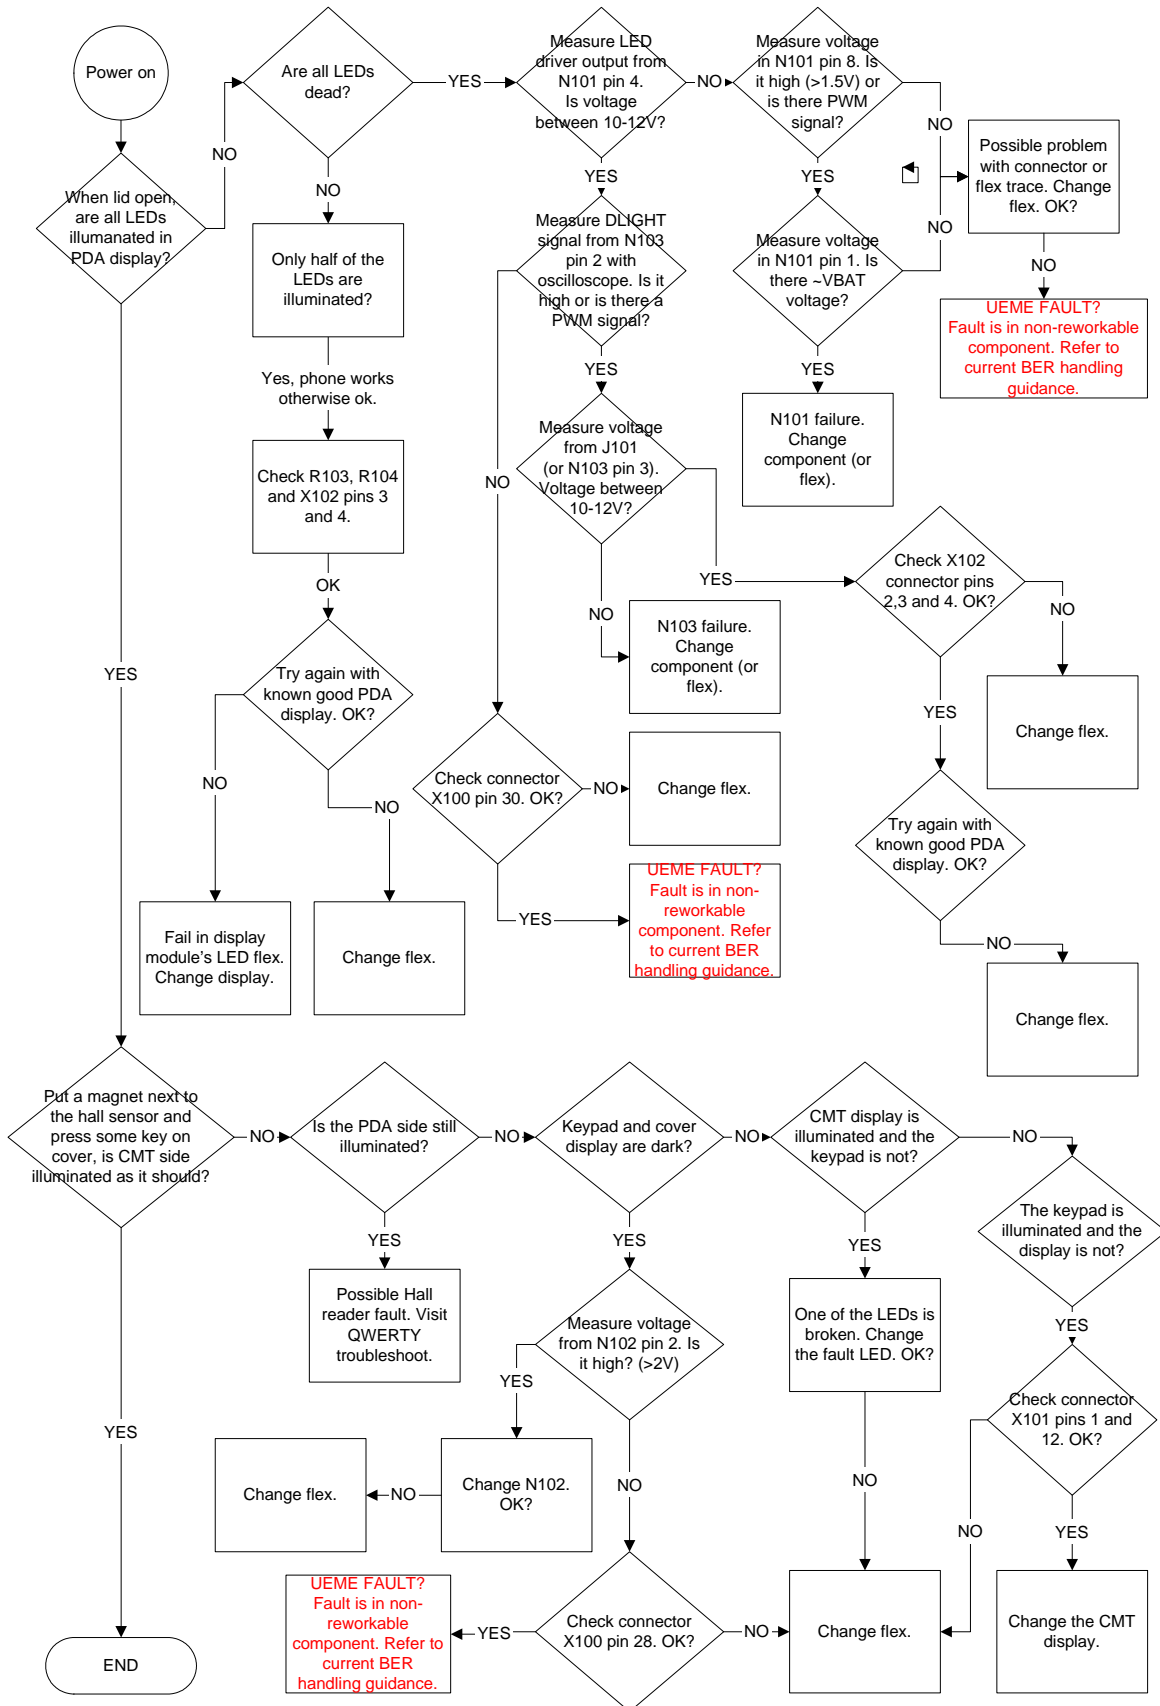 Power on
Are all LEDs
dead?
YES
Measure LED
driver output from
N101 pin 4.
Is voltage
between 10-12V?
NO
Measure voltage
in N101 pin 8. Is
it high (>1.5V) or
is there PWM
signal?
NO
NO
When lid open,
are all LEDs
illumanated in
PDA display?
NO
YES
YES
Possible problem
with connector or
flex trace. Change
flex. OK?
Only half of the
LEDs are
illuminated?
Measure DLIGHT
signal from N103
pin 2 with
oscilloscope. Is it
high or is there a
PWM signal?
Measure voltage
in N101 pin 1. Is
there ~VBAT
voltage?
NO
NO
UEME FAULT?
Fault is in non-reworkable
component. Refer to
current BER handling
guidance.
Yes, phone works
otherwise ok.
YES
YES
Check R103, R104
and X102 pins 3
and 4.
NO
Measure voltage
from J101
(or N103 pin 3).
Voltage between
10-12V?
N101 failure.
Change
component (or
flex).
OK
YES
Check X102
connector pins
2,3 and 4. OK?
NO
NO
N103 failure.
Change
component (or
flex).
YES
Try again with
known good PDA
display. OK?
YES
Change flex.
NO
NO
Check connector
X100 pin 30. OK?
NO
Change flex.
Try again with
known good PDA
display. OK?
YES
UEME FAULT?
Fault is in non-
reworkable
component. Refer
to current BER
handling guidance.
NO
Fail in display
module's LED flex.
Change display.
Change flex.
Change flex.
Put a magnet next to
the hall sensor and
press some key on
cover, is CMT side
illuminated as it should?
NO
Is the PDA side still
illuminated?
NO
Keypad and cover
display are dark?
NO
CMT display is
illuminated and the
keypad is not?
NO
The keypad is
illuminated and the
display is not?
YES
YES
YES
YES
Possible Hall
reader fault. Visit
QWERTY
troubleshoot.
Measure voltage
from N102 pin 2. Is
it high? (>2V)
One of the LEDs is
broken. Change
the fault LED. OK?
YES
Check connector
X101 pins 1 and
12. OK?
YES
Change flex.
NO
Change N102.
OK?
NO
NO
NO
YES
UEME FAULT?
Fault is in non-
reworkable
component. Refer to
current BER
handling guidance.
YES
Check connector
X100 pin 28. OK?
NO
Change flex.
Change the CMT
display.
END